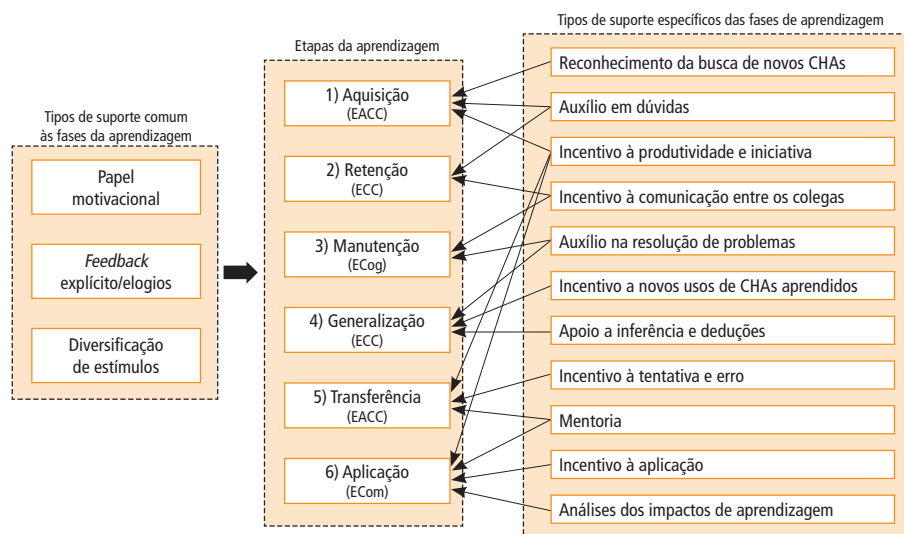 Tipos de suporte comum
às fases da aprendizagem
Papel
motivacional
Feedback
explícito/elogios
Diversificação
de estímulos
Etapas da aprendizagem
1) Aquisição
(EACC)
2) Retenção
(ECC)
3) Manutenção
(ECog)
4) Generalização
(ECC)
5) Transferência
(EACC)
6) Aplicação
(ECom)
Tipos de suporte específicos das fases de aprendizagem
Reconhecimento da busca de novos CHAs
Auxílio em dúvidas
Incentivo à produtividade e iniciativa
Incentivo à comunicação entre os colegas
Auxílio na resolução de problemas
Incentivo a novos usos de CHAs aprendidos
Apoio a inferência e deduções
Incentivo à tentativa e erro
Mentoria
Incentivo à aplicação
Análises dos impactos de aprendizagem